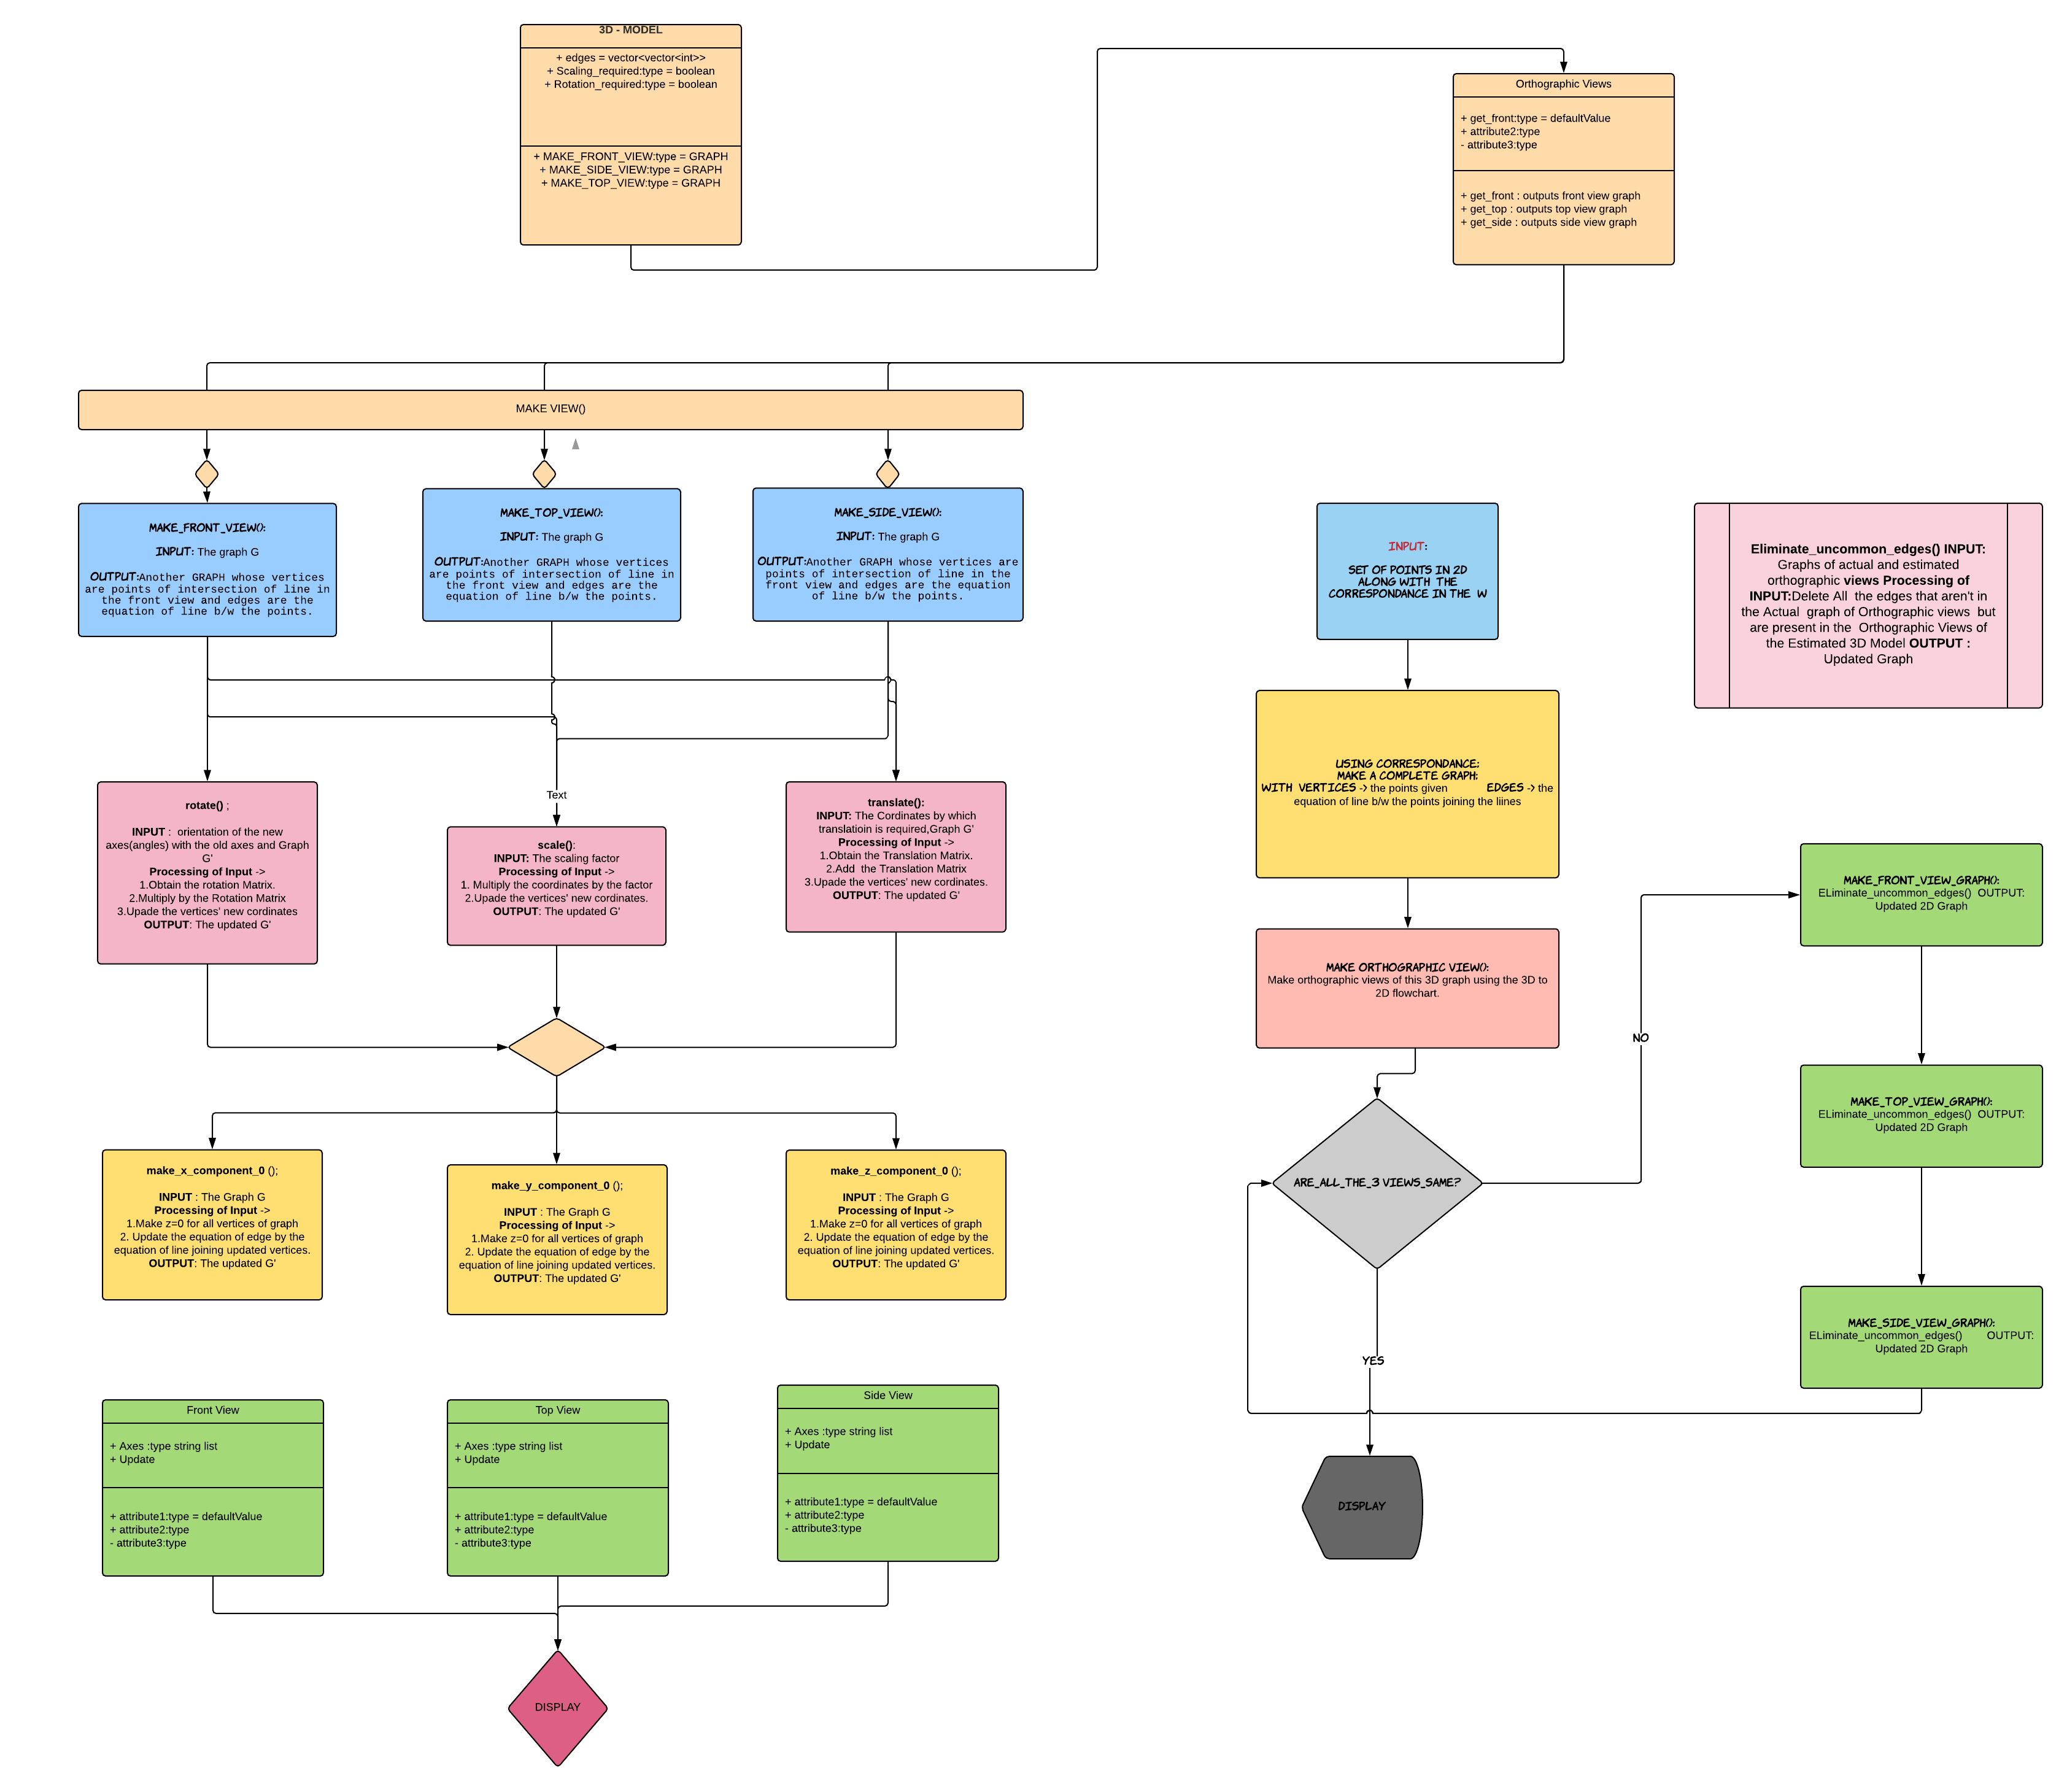 3D - MODEL
+ edges = vector<vector<int>>
+ Scaling_required:type = boolean
+ Rotation_required:type = boolean
+ MAKE_FRONT_VIEW:type = GRAPH
+ MAKE_SIDE_VIEW:type = GRAPH
+ MAKE_TOP_VIEW:type = GRAPH
Orthographic Views
+ get_front:type = defaultValue
+ attribute2:type
- attribute3:type
+ get_front : outputs front view graph
+ get_top : outputs top view graph
+ get_side : outputs side view graph
MAKE VIEW()
MAKE_FRONT_VIEW():
INPUT: The graph G
OUTPUT:Another GRAPH whose vertices
are points of intersection of line in
the front view and edges are the
equation of line b/w the points.
MAKE_TOP_VIEW():
INPUT: The graph G
OUTPUT:Another GRAPH whose vertices
are points of intersection of line in
the front view and edges are the
equation of line b/w the points.
MAKE_SIDE_VIEW():
INPUT: The graph G
OUTPUT:Another GRAPH whose vertices are
points of intersection of line in the
front view and edges are the equation
of line b/w the points.
rotate() ;
INPUT : orientation of the new
axes(angles) with the old axes and Graph
G'
Processing of Input ->
1.Obtain the rotation Matrix.
2.Multiply by the Rotation Matrix
3.Upade the vertices' new cordinates
OUTPUT: The updated G'
Text
scale():
INPUT: The scaling factor
Processing of Input ->
1. Multiply the coordinates by the factor
2.Upade the vertices' new cordinates.
OUTPUT: The updated G'
translate():
INPUT: The Cordinates by which
translatioin is required,Graph G'
Processing of Input ->
1.Obtain the Translation Matrix.
2.Add the Translation Matrix
3.Upade the vertices' new cordinates.
OUTPUT: The updated G'
make_x_component_0 ();
INPUT : The Graph G
Processing of Input ->
1.Make z=0 for all vertices of graph
2. Update the equation of edge by the
equation of line joining updated vertices.
OUTPUT: The updated G'
make_y_component_0 ();
INPUT : The Graph G
Processing of Input ->
1.Make z=0 for all vertices of graph
2. Update the equation of edge by the
equation of line joining updated vertices.
OUTPUT: The updated G'
make_z_component_0 ();
INPUT : The Graph G
Processing of Input ->
1.Make z=0 for all vertices of graph
2. Update the equation of edge by the
equation of line joining updated vertices.
OUTPUT: The updated G'
Front View
+ Axes :type string list
+ Update
+ attribute1:type = defaultValue
+ attribute2:type
- attribute3:type
Top View
+ Axes :type string list
+ Update
+ attribute1:type = defaultValue
+ attribute2:type
- attribute3:type
Side View
+ Axes :type string list
+ Update
+ attribute1:type = defaultValue
+ attribute2:type
- attribute3:type
DISPLAY
INPUT:
SET OF POINTS IN 2D
ALONG WITH THE
CORRESPONDANCE IN THE W
USING CORRESPONDANCE:
MAKE A COMPLETE GRAPH:
WITH VERTICES -> the points given EDGES -> the
equation of line b/w the points joining the liines
MAKE ORTHOGRAPHIC VIEW():
Make orthographic views of this 3D graph using the 3D to
2D flowchart.
ARE_ALL_THE_3 VIEWS_SAME?
NO
YES
DISPLAY
Eliminate_uncommon_edges() INPUT:
Graphs of actual and estimated
orthographic views Processing of
INPUT:Delete All the edges that aren't in
the Actual graph of Orthographic views but
are present in the Orthographic Views of
the Estimated 3D Model OUTPUT :
Updated Graph
MAKE_FRONT_VIEW_GRAPH():
ELiminate_uncommon_edges() OUTPUT:
Updated 2D Graph
MAKE_TOP_VIEW_GRAPH():
ELiminate_uncommon_edges() OUTPUT:
Updated 2D Graph
MAKE_SIDE_VIEW_GRAPH():
ELiminate_uncommon_edges() OUTPUT:
Updated 2D Graph